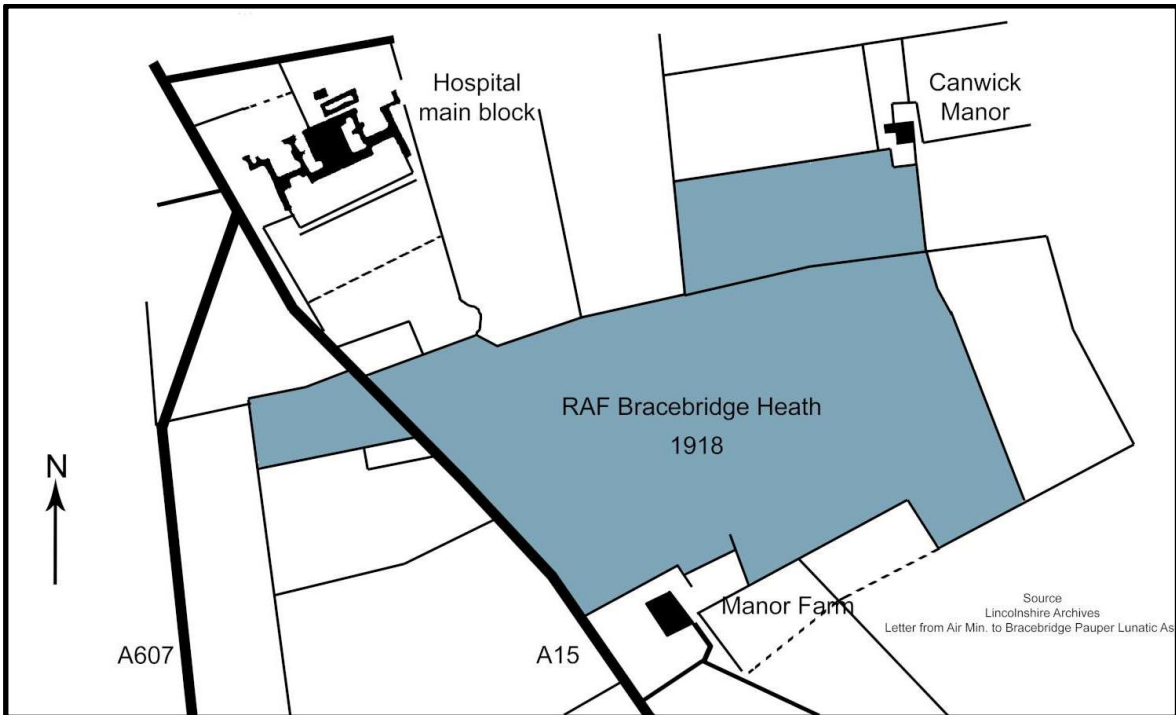 Hospital
main block
Canwick
Manor
RAF Bracebridge Heath
1918
N
Manor Farm
Source
Lincolnshire Archives
Letter from Air Min. to Bracebridge Pauper Lunatic As
A607
A15